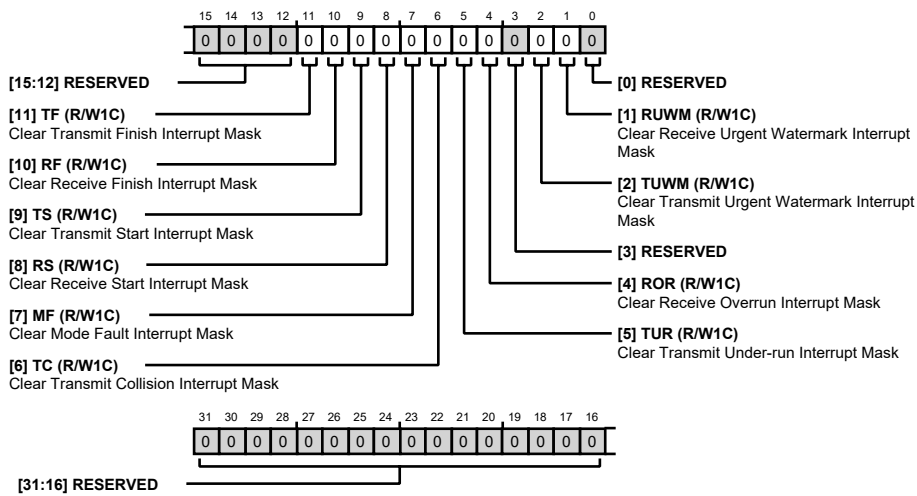 15 14 13 12 11 10 9 8 7 6 5 4 3 2 1 0
0 0 0 0 0 0 0 0 0 0 0 0 0 0 0 0
[15:12] RESERVED
[11] TF (R/W1C)
Clear Transmit Finish Interrupt Mask
[10] RF (R/W1C)
Clear Receive Finish Interrupt Mask
[9] TS (R/W1C)
Clear Transmit Start Interrupt Mask
[8] RS (R/W1C)
Clear Receive Start Interrupt Mask
[7] MF (R/W1C)
Clear Mode Fault Interrupt Mask
[6] TC (R/W1C)
Clear Transmit Collision Interrupt Mask
[0] RESERVED
[1] RUWM (R/W1C)
Clear Receive Urgent Watermark Interrupt
Mask
[2] TUWM (R/W1C)
Clear Transmit Urgent Watermark Interrupt
Mask
[3] RESERVED
[4] ROR (R/W1C)
Clear Receive Overrun Interrupt Mask
[5] TUR (R/W1C)
Clear Transmit Under-run Interrupt Mask
31 30 29 28 27 26 25 24 23 22 21 20 19 18 17 16
0 0 0 0 0 0 0 0 0 0 0 0 0 0 0 0
[31:16] RESERVED